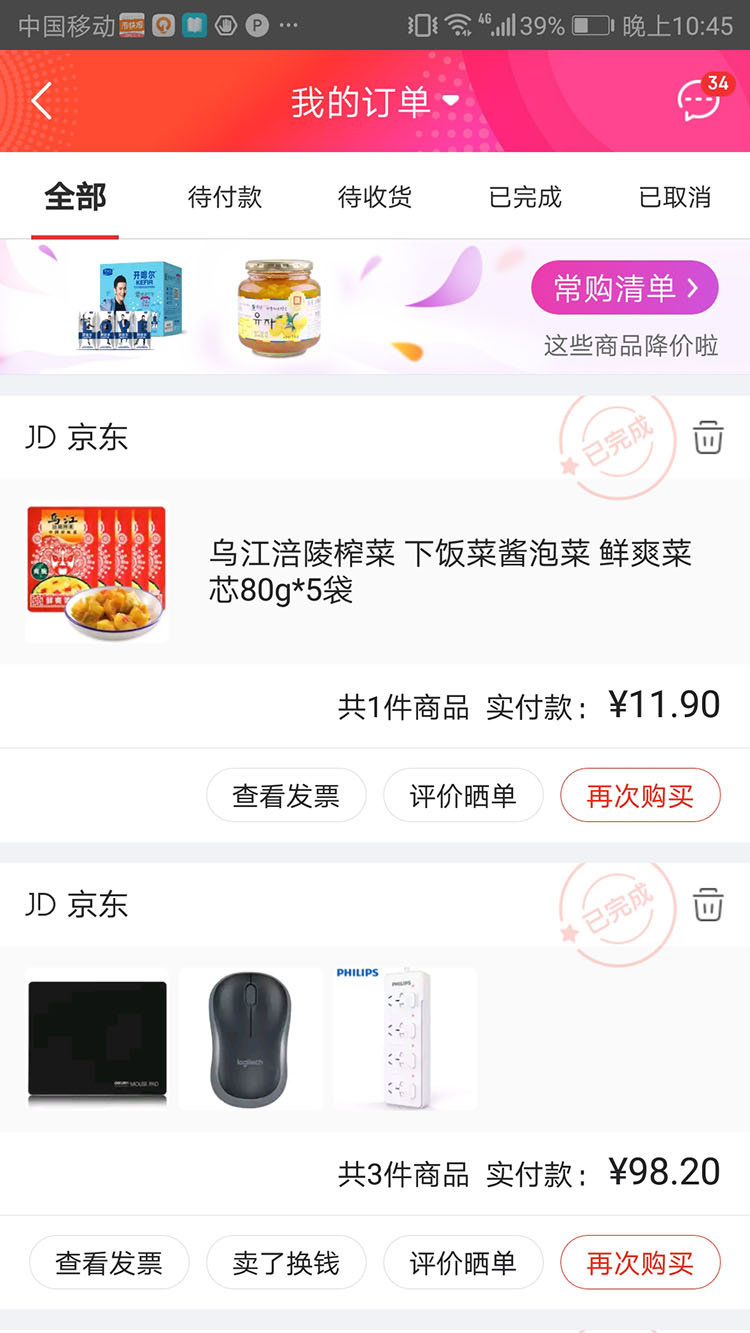 中国移动 P ··· 4G 39% 晚上10:45
我的订单
34
全部 待付款 待收货 已完成 已取消
开啡尔
KEFIR
유자
常购清单
这些商品降价啦
JD 京东
已完成
乌江
乌江涪陵榨菜 下饭菜酱泡菜 鲜爽菜
芯80g*5袋
共1件商品 实付款: ¥11.90
查看发票 评价晒单 再次购买
JD 京东
已完成
PHILIPS
PHILIPS
logitech
MOUSE PAD
共3件商品 实付款: ¥98.20
查看发票 卖了换钱 评价晒单 再次购买